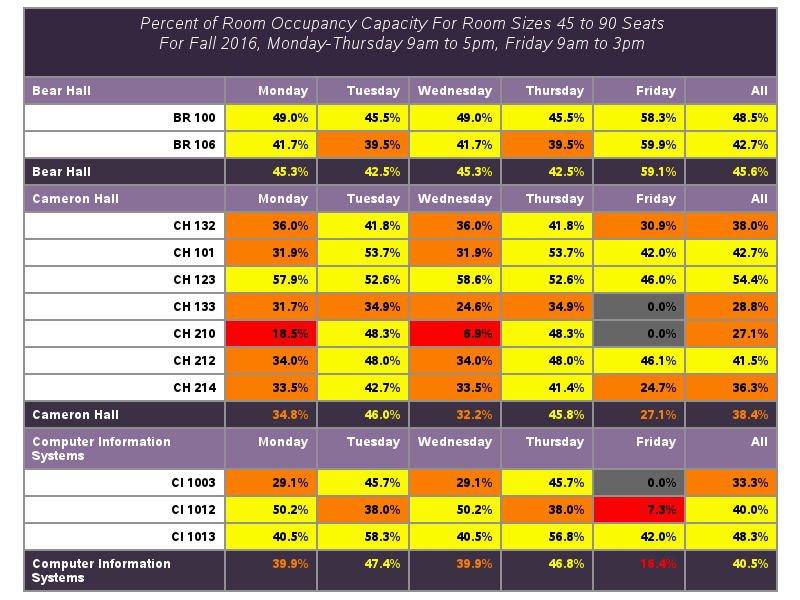 Percent of Room Occupancy Capacity For Room Sizes 45 to 90 Seats
For Fall 2016, Monday-Thursday 9am to 5pm, Friday 9am to 3pm
Bear Hall Monday Tuesday Wednesday Thursday Friday All
BR 100 49.0% 45.5% 49.0% 45.5% 58.3% 48.5%
BR 106 41.7% 39.5% 41.7% 39.5% 59.9% 42.7%
Bear Hall 45.3% 42.5% 45.3% 42.5% 59.1% 45.6%
Cameron Hall Monday Tuesday Wednesday Thursday Friday All
CH 132 36.0% 41.8% 36.0% 41.8% 30.9% 38.0%
CH 101 31.9% 53.7% 31.9% 53.7% 42.0% 42.7%
CH 123 57.9% 52.6% 58.6% 52.6% 46.0% 54.4%
CH 133 31.7% 34.9% 24.6% 34.9% 0.0% 28.8%
CH 210 18.5% 48.3% 6.9% 48.3% 0.0% 27.1%
CH 212 34.0% 48.0% 34.0% 48.0% 46.1% 41.5%
CH 214 33.5% 42.7% 33.5% 41.4% 24.7% 36.3%
Cameron Hall 34.8% 46.0% 32.2% 45.8% 27.1% 38.4%
Computer Information Monday Tuesday Wednesday Thursday Friday All
Systems
CI 1003 29.1% 45.7% 29.1% 45.7% 0.0% 33.3%
CI 1012 50.2% 38.0% 50.2% 38.0% 7.3% 40.0%
CI 1013 40.5% 58.3% 40.5% 56.8% 42.0% 48.3%
Computer Information 39.9% 47.4% 39.9% 46.8% 16.4% 40.5%
Systems